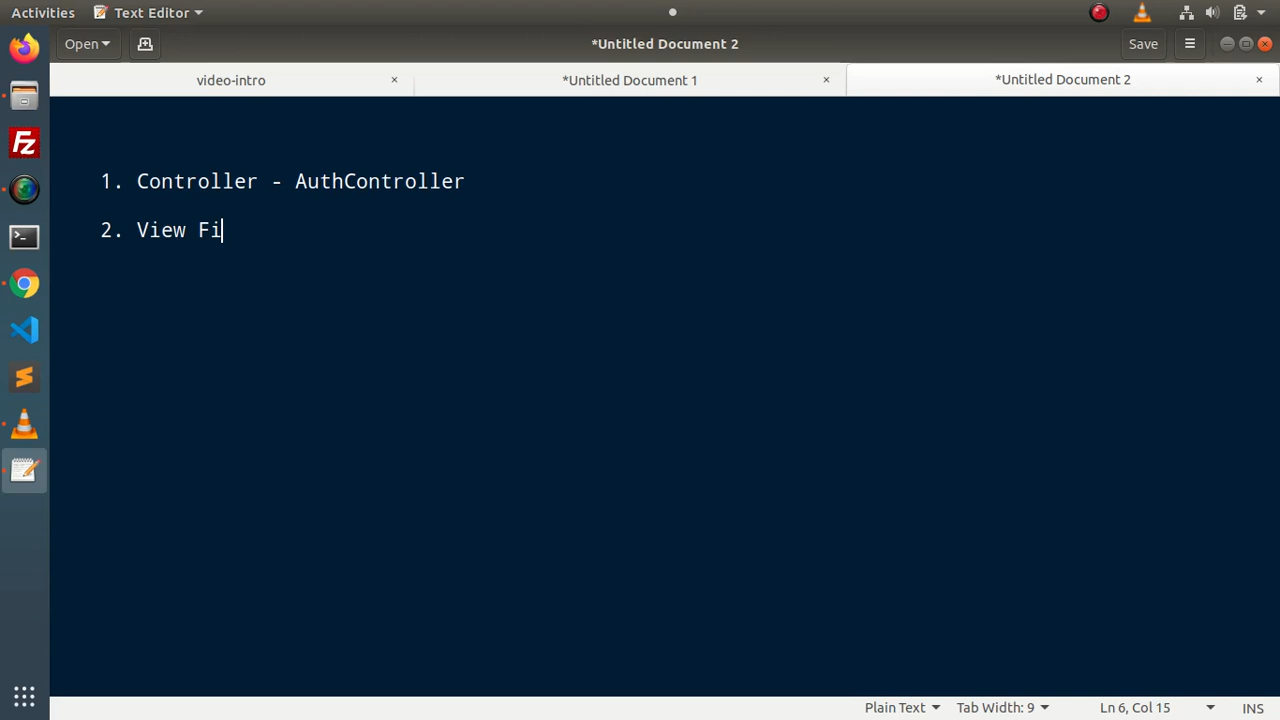 Activities Text Editor
Open *Untitled Document 2 Save
video-intro × *Untitled Document 1 × *Untitled Document 2 ×
1. Controller - AuthController
2. View Fi
Plain Text Tab Width: 9 Ln 6, Col 15 INS